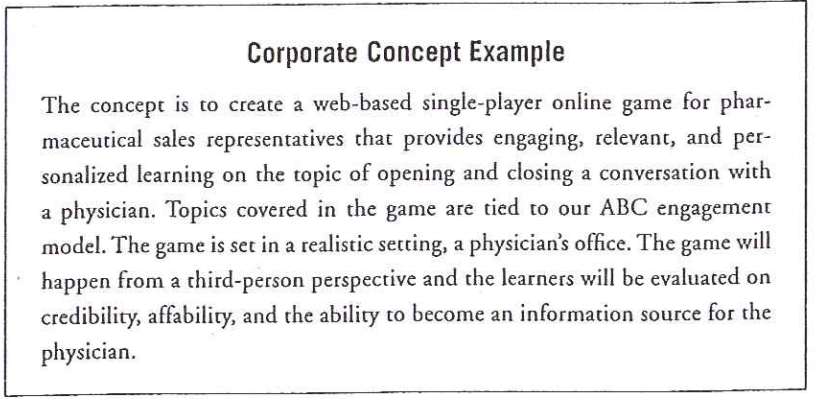 Corporate Concept Example
The concept is to create a web-based single-player online game for phar-
maceutical sales representatives that provides engaging, relevant, and per-
sonalized learning on the topic of opening and closing a conversation with
a physician. Topics covered in the game are tied to our ABC engagement
model. The game is set in a realistic setting, a physician's office. The game will
happen from a third-person perspective and the learners will be evaluated on
credibility, affability, and the ability to become an information source for the
physician.